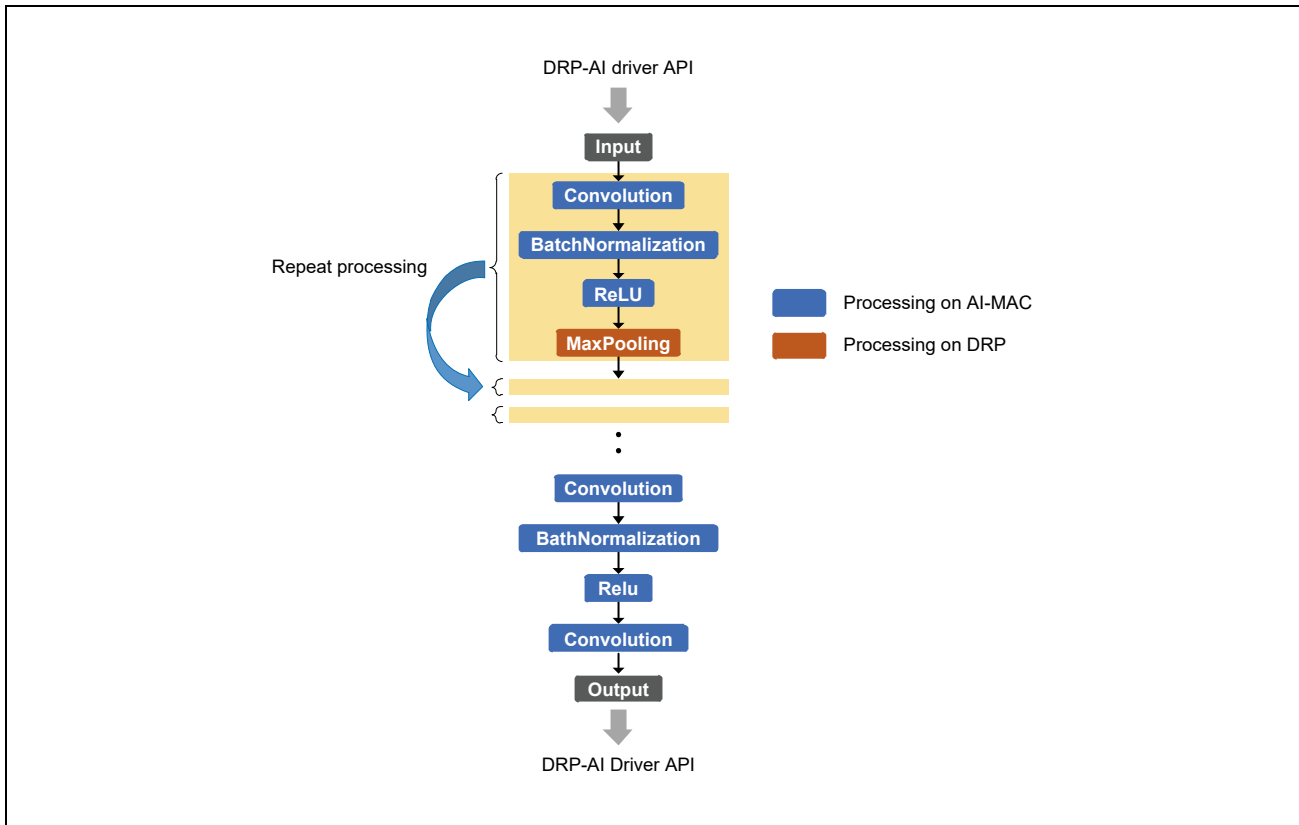 DRP-AI driver API
Input
Convolution
BatchNormalization
Repeat processing
ReLU
Processing on AI-MAC
MaxPooling
Processing on DRP
Convolution
BathNormalization
Relu
Convolution
Output
DRP-AI Driver API